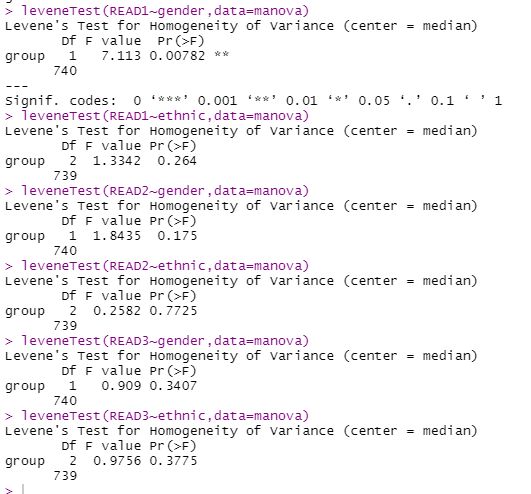 > leveneTest(READ1~gender,data=manova)
Levene's Test for Homogeneity of Variance (center = median)
       Df F value  Pr(>F)
group   1   7.113 0.00782 **
      740
---
Signif. codes:  0 ‘***’ 0.001 ‘**’ 0.01 ‘*’ 0.05 ‘.’ 0.1 ‘ ’ 1
> leveneTest(READ1~ethnic,data=manova)
Levene's Test for Homogeneity of Variance (center = median)
       Df F value Pr(>F)
group   2  1.3342  0.264
      739
> leveneTest(READ2~gender,data=manova)
Levene's Test for Homogeneity of Variance (center = median)
       Df F value Pr(>F)
group   1  1.8435  0.175
      740
> leveneTest(READ2~ethnic,data=manova)
Levene's Test for Homogeneity of Variance (center = median)
       Df F value Pr(>F)
group   2  0.2582 0.7725
      739
> leveneTest(READ3~gender,data=manova)
Levene's Test for Homogeneity of Variance (center = median)
       Df F value Pr(>F)
group   1   0.909 0.3407
      740
> leveneTest(READ3~ethnic,data=manova)
Levene's Test for Homogeneity of Variance (center = median)
       Df F value Pr(>F)
group   2  0.9756 0.3775
      739
>